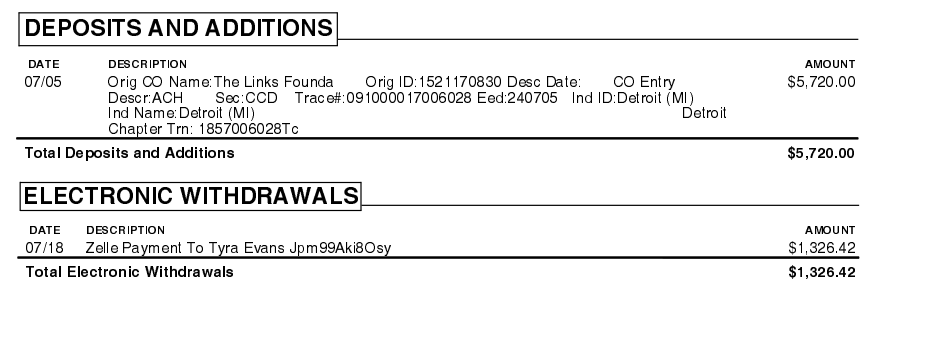 DEPOSITS AND ADDITIONS
DATE DESCRIPTION AMOUNT
07/05 Orig CO Name:The Links Founda Orig ID:1521170830 Desc Date: CO Entry $5,720.00
Descr:ACH Sec:CCD Trace#:091000017006028 Eed:240705 Ind ID:Detroit (MI)
Ind Name:Detroit (MI) Detroit
Chapter Trn: 1857006028Tc
Total Deposits and Additions $5,720.00
ELECTRONIC WITHDRAWALS
DATE DESCRIPTION AMOUNT
07/18 Zelle Payment To Tyra Evans Jpm99Aki8Osy $1,326.42
Total Electronic Withdrawals $1,326.42